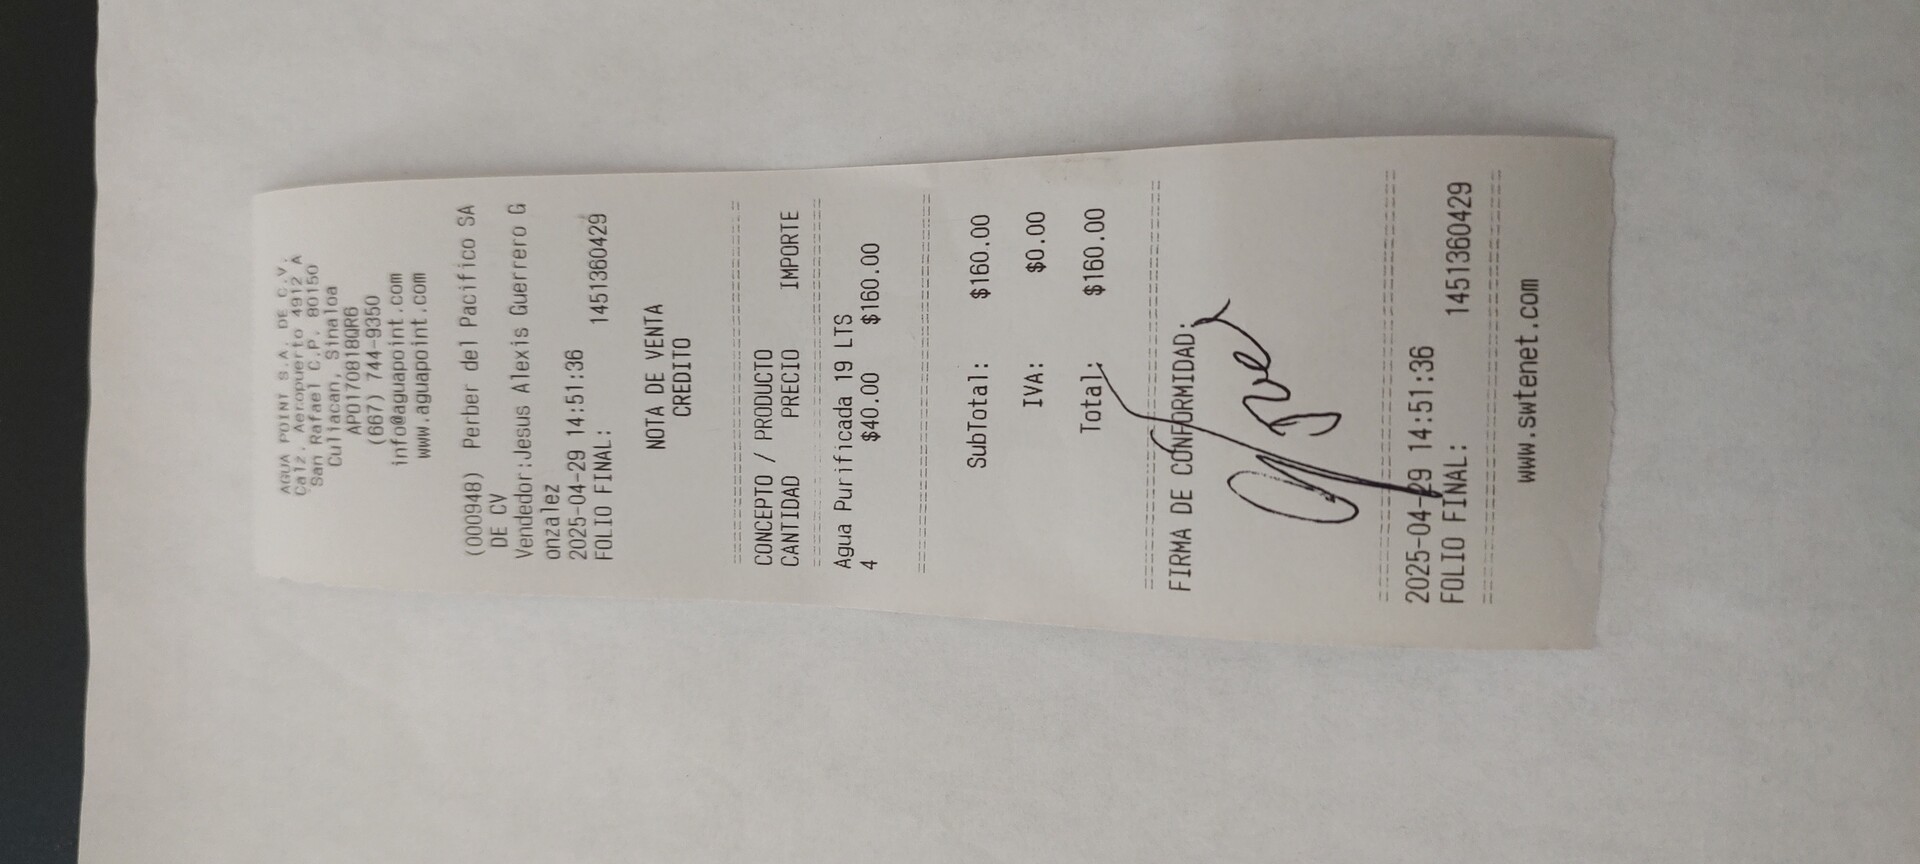 AGUA POINT S.A. DE C.V.
Calz. Aeropuerto 4912 A
San Rafael C.P. 80150
Culiacan, Sinaloa
APO170818QR6
(667) 744-9350
info@aguapoint.com
www.aguapoint.com
(000948) Perber del Pacifico SA
DE CV
Vendedor:Jesus Alexis Guerrero G
onzalez
2025-04-29 14:51:36
FOLIO FINAL: 1451360429
NOTA DE VENTA
CREDITO
================================
CONCEPTO / PRODUCTO
CANTIDAD PRECIO IMPORTE
================================
Agua Purificada 19 LTS
4 $40.00 $160.00
================================
SubTotal: $160.00
IVA: $0.00
Total: $160.00
================================
FIRMA DE CONFORMIDAD:
================================
2025-04-29 14:51:36
FOLIO FINAL: 1451360429
================================
www.swtenet.com